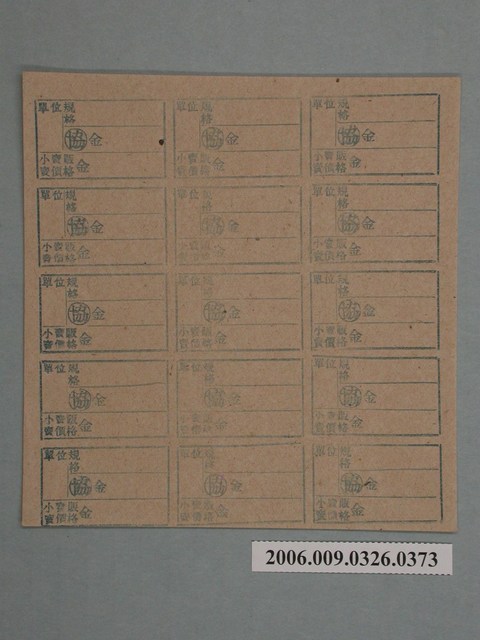 單位規
格
協 金
小賣販
賣價格 金
單位規
格
協 金
小賣販
賣價格 金
單位規
格
協 金
小賣販
賣價格 金
單位規
格
協 金
小賣販
賣價格 金
單位規
格
協 金
小賣販
賣價格 金
單位規
格
協 金
小賣販
賣價格 金
單位規
格
協 金
小賣販
賣價格 金
單位規
格
協 金
小賣販
賣價格 金
單位規
格
協 金
小賣販
賣價格 金
單位規
格
協 金
小賣販
賣價格 金
單位規
格
協 金
小賣販
賣價格 金
單位規
格
協 金
小賣販
賣價格 金
單位規
格
協 金
小賣販
賣價格 金
單位規
格
協 金
小賣販
賣價格 金
單位規
格
協 金
小賣販
賣價格 金
2006.009.0326.0373